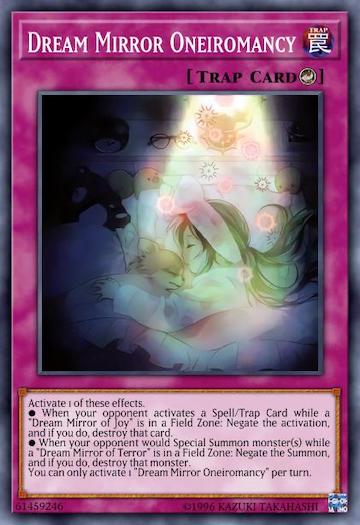 DREAM MIRROR ONEIROMANCY
TRAP
罠
[TRAP CARD]
Activate 1 of these effects.
● When your opponent activates a Spell/Trap Card while a
"Dream Mirror of Joy" is in a Field Zone: Negate the activation,
and if you do, destroy that card.
● When your opponent would Special Summon monster(s) while
a "Dream Mirror of Terror" is in a Field Zone: Negate the Summon,
and if you do, destroy that monster.
You can only activate 1 "Dream Mirror Oneiromancy" per turn.
61459246
©1996 KAZUKI TAKAHASHI